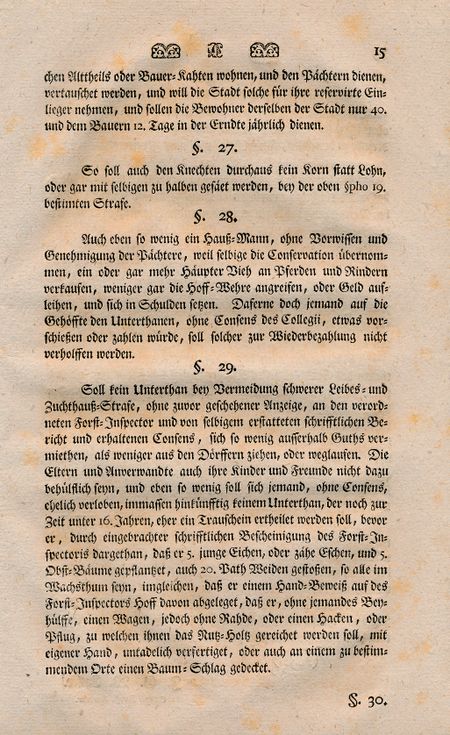 15
chen Alttheils oder Bauer-Kahten wohnen, und den Pächtern dienen,
vertauschet werden, und will die Stadt solche für ihre reservirte Ein-
lieger nehmen, und sollen die Bewohner derselben der Stadt nur 40.
und dem Bauern 12. Tage in der Erndte jährlich dienen.
§. 27.
So soll auch den Knechten durchaus kein Korn statt Lohn,
oder gar mit selbigen zu halben gesäet werden, bey der oben §pho 19.
bestimten Strafe.
§. 28.
Auch eben so wenig ein Hauß-Mann, ohne Vorwissen und
Genehmigung der Pächtere, weil selbige die Conservation übernom-
men, ein oder gar mehr Häupter Vieh an Pferden und Rindern
verkaufen, weniger gar die Hoff-Wehre angreifen, oder Geld auf-
leihen, und sich in Schulden setzen. Daferne doch jemand auf die
Gehöffte den Unterthanen, ohne Consens des Collegii, etwas vor-
schießen oder zahlen würde, soll solcher zur Wiederbezahlung nicht
verholffen werden.
§. 29.
Soll kein Unterthan bey Vermeidung schwerer Leibes- und
Zuchthauß-Strafe, ohne zuvor geschehener Anzeige, an den verord-
neten Forst-Inspector und von selbigem erstatteten schrifftlichen Be-
richt und erhaltenen Consens, sich so wenig ausserhalb Guths ver-
miethen, als weniger aus den Dörffern ziehen, oder weglaufen. Die
Eltern und Anverwandte auch ihre Kinder und Freunde nicht dazu
behülflich seyn, und eben so wenig soll sich jemand, ohne Consens,
ehelich verloben, immassen hinkünfftig keinem Unterthan, der noch zur
Zeit unter 16. Jahren, eher ein Trauschein ertheilet werden soll, bevor
er, durch eingebrachter schriftlichen Bescheinigung des Forst-In-
spectoris dargethan, daß er 5. junge Eichen, oder zähe Eschen, und 5.
Obst-Bäume gepflantzet, auch 20. Path Weiden gestoßen, so alle im
Wachsthum seyn, imgleichen, daß er einem Hand-Beweiß auf des
Forst-Inspectors Hoff davon abgeleget, daß er, ohne jemandes Bey-
hülffe, einen Wagen, jedoch ohne Rahde, oder einen Hacken, oder
Pflug, zu welchen ihnen das Nutz-Holtz gereichet werden soll, mit
eigener Hand, untadelich verfertiget, oder auch an einem zu bestim-
mendem Orte einen Baum-Schlag gedecket.
§. 30.